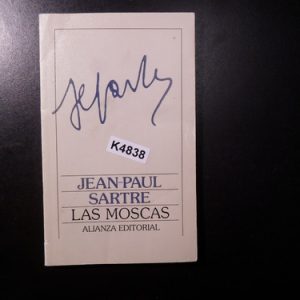 K4838
JEAN-PAUL
SARTRE
LAS MOSCAS
ALIANZA EDITORIAL